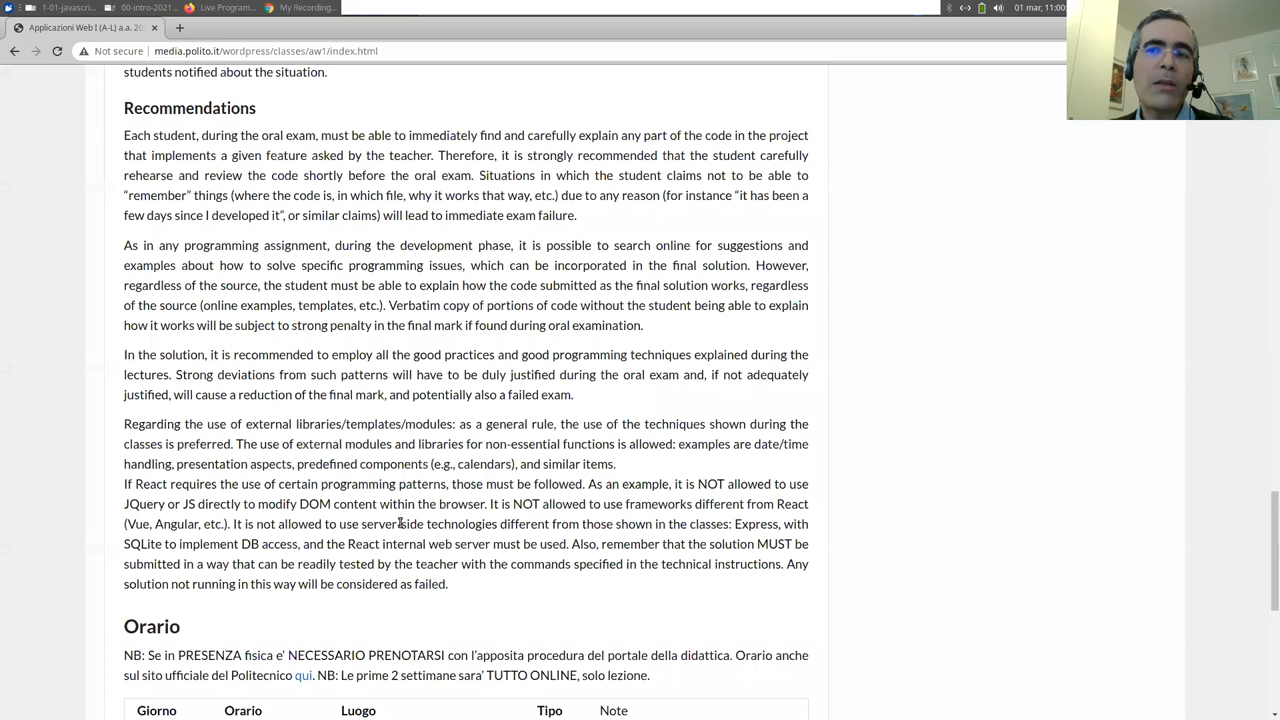 1-01-javascri...
00-intro2021-...
Live Program...
My Recording...
01 mar, 11:00
Applicazioni Web I (A-L) a.a. 20
Not secure
media.polito.it/wordpress/classes/aw1/index.html
students notified about the situation.
Recommendations
Each student, during the oral exam, must be able to immediately find and carefully explain any part of the code in the project
that implements a given feature asked by the teacher. Therefore, it is strongly recommended that the student carefully
rehearse and review the code shortly before the oral exam. Situations in which the student claims not to be able to
“remember” things (where the code is, in which file, why it works that way, etc.) due to any reason (for instance “it has been a
few days since I developed it”, or similar claims) will lead to immediate exam failure.
As in any programming assignment, during the development phase, it is possible to search online for suggestions and
examples about how to solve specific programming issues, which can be incorporated in the final solution. However,
regardless of the source, the student must be able to explain how the code submitted as the final solution works, regardless
of the source (online examples, templates, etc.). Verbatim copy of portions of code without the student being able to explain
how it works will be subject to strong penalty in the final mark if found during oral examination.
In the solution, it is recommended to employ all the good practices and good programming techniques explained during the
lectures. Strong deviations from such patterns will have to be duly justified during the oral exam and, if not adequately
justified, will cause a reduction of the final mark, and potentially also a failed exam.
Regarding the use of external libraries/templates/modules: as a general rule, the use of the techniques shown during the
classes is preferred. The use of external modules and libraries for non-essential functions is allowed: examples are date/time
handling, presentation aspects, predefined components (e.g., calendars), and similar items.
If React requires the use of certain programming patterns, those must be followed. As an example, it is NOT allowed to use
JQuery or JS directly to modify DOM content within the browser. It is NOT allowed to use frameworks different from React
(Vue, Angular, etc.). It is not allowed to use server side technologies different from those shown in the classes: Express, with
SQLite to implement DB access, and the React internal web server must be used. Also, remember that the solution MUST be
submitted in a way that can be readily tested by the teacher with the commands specified in the technical instructions. Any
solution not running in this way will be considered as failed.
Orario
NB: Se in PRESENZA fisica e’ NECESSARIO PRENOTARSI con l’apposita procedura del portale della didattica. Orario anche
sul sito ufficiale del Politecnico qui. NB: Le prime 2 settimane sara’ TUTTO ONLINE, solo lezione.
Giorno Orario Luogo Tipo Note